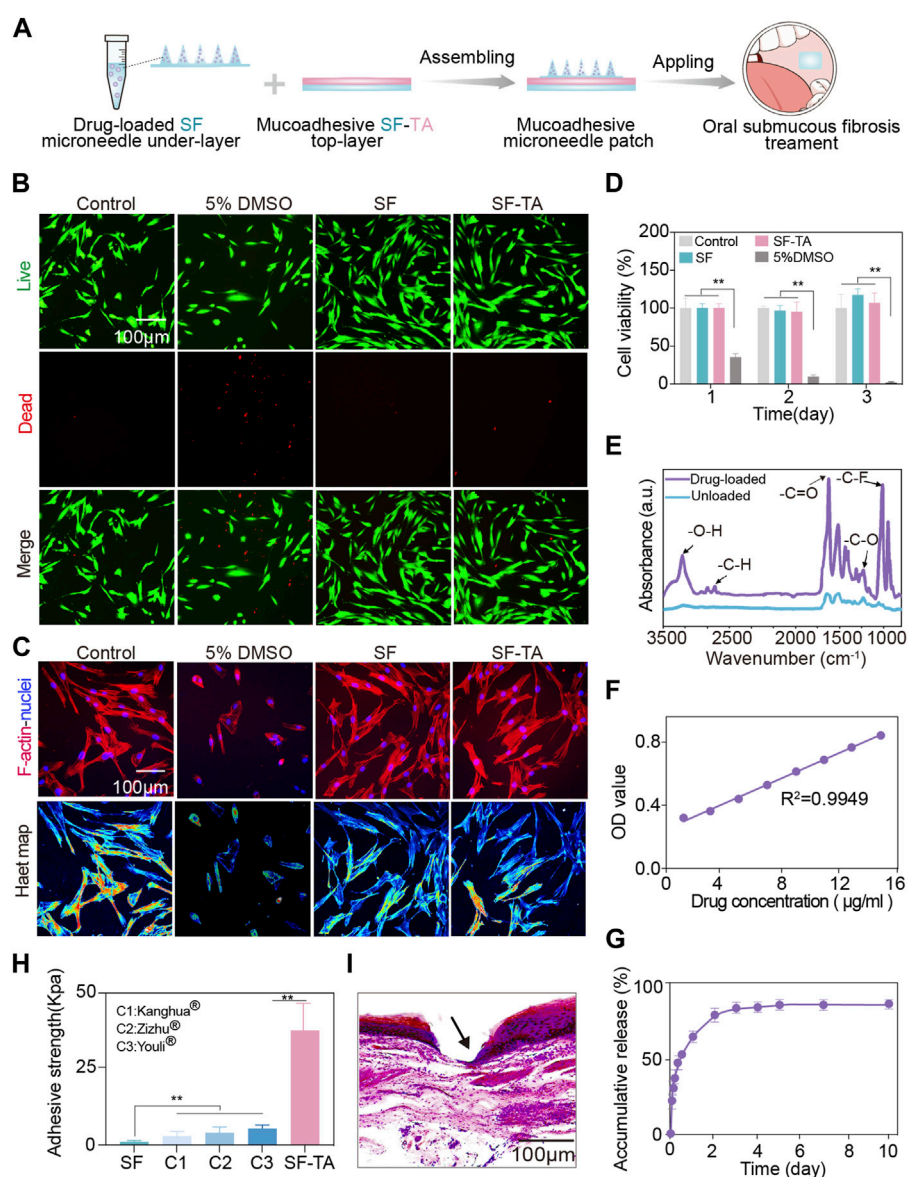 A
Assembling
Appling
Drug-loaded SF
microneedle under-layer
Mucoadhesive SF-TA
top-layer
Mucoadhesive
microneedle patch
Oral submucous fibrosis
treament
B
Control
5% DMSO
SF
SF-TA
Live
100μm
Dead
Merge
C
Control
5% DMSO
SF
SF-TA
F-actin-nuclei
100μm
Haet map
D
Cell viability (%)
200
150
100
50
0
Control
SF
SF-TA
5%DMSO
**
**
**
1
2
3
Time(day)
E
Absorbance (a.u.)
Drug-loaded
Unloaded
-O-H
-C-H
-C=O
-C-F
-C-O
3500
2500
2000
1500
1000
Wavenumber (cm⁻¹)
F
OD value
0.8
0.4
0.0
R²=0.9949
0
4
8
12
16
Drug concentration ( μg/ml )
G
Accumulative release (%)
100
50
0
0
2
4
6
8
10
Time (day)
H
Adhesive strength(Kpa)
50
25
0
C1:Kanghua®
C2:Zizhu®
C3:Youli®
**
**
SF
C1
C2
C3
SF-TA
I
100μm